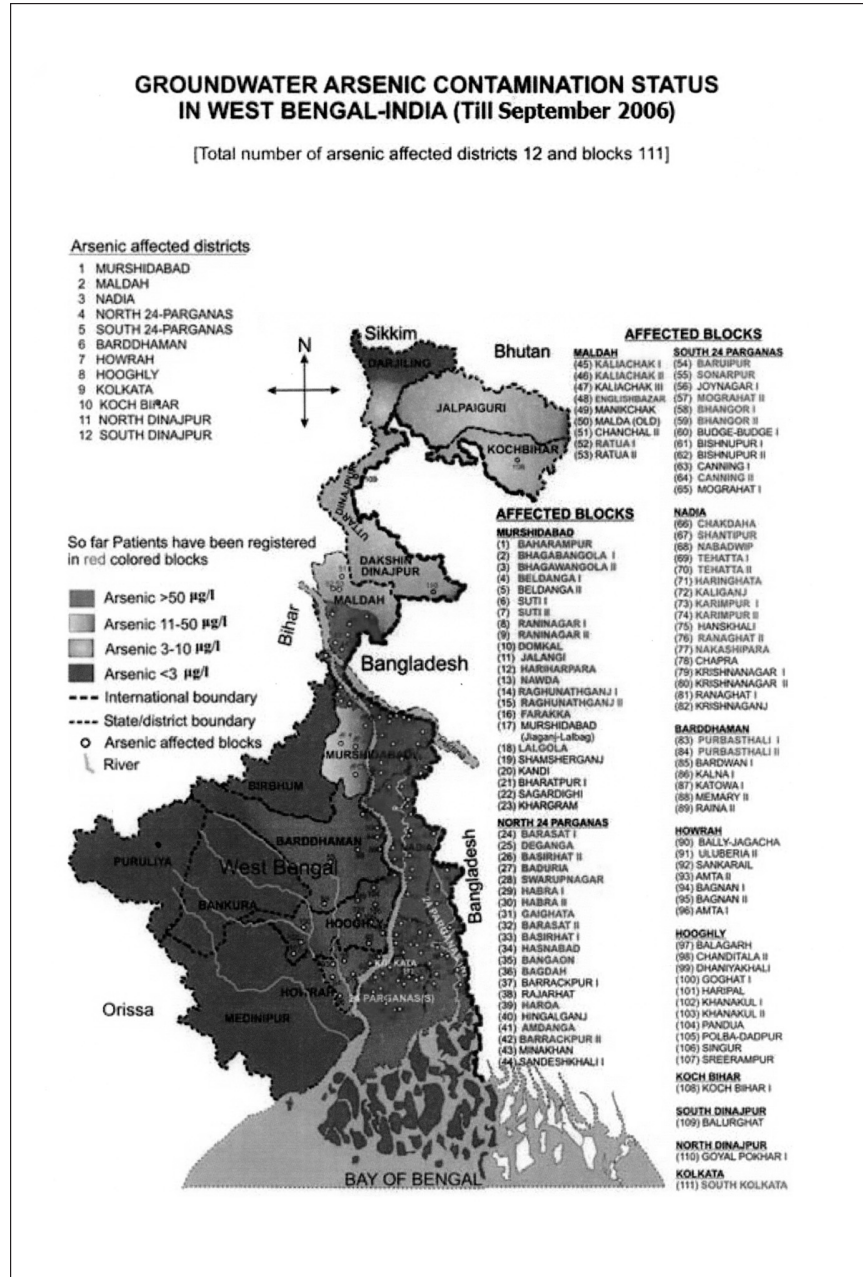 GROUNDWATER ARSENIC CONTAMINATION STATUS
IN WEST BENGAL-INDIA (Till September 2006)
[Total number of arsenic affected districts 12 and blocks 111]
Arsenic affected districts
1 MURSHIDABAD
2 MALDAH
3 NADIA
4 NORTH 24-PARGANAS
5 SOUTH 24-PARGANAS
6 BARDDHAMAN
7 HOWRAH
8 HOOGHLY
9 KOLKATA
10 KOCH BIHAR
11 NORTH DINAJPUR
12 SOUTH DINAJPUR
N
So far Patients have been registered
in red colored blocks
Arsenic >50 µg/l
Arsenic 11-50 µg/l
Arsenic 3-10 µg/l
Arsenic <3 µg/l
International boundary
State/district boundary
Arsenic affected blocks
River
Sikkim
Bhutan
DARJILING
JALPAIGURI
KOCHBIHAR
108
109
UTTAR DINAJPUR
DAKSHIN
DINAJPUR
MALDAH
Bihar
Bangladesh
MURSHIDABAD
BIRBHUM
BARDDHAMAN
NADIA
PURULIYA
West Bengal
BANKURA
HOOGHLY
Bangladesh
24 PARGANAS
KOLKATA
HOWRAH
24 PARGANAS(S)
MEDINIPUR
Orissa
BAY OF BENGAL
AFFECTED BLOCKS
MALDAH
(45) KALIACHAK I
(46) KALIACHAK II
(47) KALIACHAK III
(48) ENGLISHBAZAR
(49) MANIKCHAK
(50) MALDA (OLD)
(51) CHANCHAL II
(52) RATUA I
(53) RATUA II
AFFECTED BLOCKS
MURSHIDABAD
(1) BAHARAMPUR
(2) BHAGABANGOLA I
(3) BHAGAWANGOLA II
(4) BELDANGA I
(5) BELDANGA II
(6) SUTI I
(7) SUTI II
(8) RANINAGAR I
(9) RANINAGAR II
(10) DOMKAL
(11) JALANGI
(12) HARIHARPARA
(13) NAWDA
(14) RAGHUNATHGANJ I
(15) RAGHUNATHGANJ II
(16) FARAKKA
(17) MURSHIDABAD
(Jiaganj-Lalbag)
(18) LALGOLA
(19) SHAMSHERGANJ
(20) KANDI
(21) BHARATPUR I
(22) SAGARDIGHI
(23) KHARGRAM
NORTH 24 PARGANAS
(24) BARASAT I
(25) DEGANGA
(26) BASIRHAT II
(27) BADURIA
(28) SWARUPNAGAR
(29) HABRA I
(30) HABRA II
(31) GAIGHATA
(32) BARASAT II
(33) BASIRHAT I
(34) HASNABAD
(35) BANGAON
(36) BAGDAH
(37) BARRACKPUR I
(38) RAJARHAT
(39) HAROA
(40) HINGALGANJ
(41) AMDANGA
(42) BARRACKPUR II
(43) MINAKHAN
(44) SANDESHKHALI I
SOUTH 24 PARGANAS
(54) BARUIPUR
(55) SONARPUR
(56) JOYNAGAR I
(57) MOGRAHAT II
(58) BHANGOR I
(59) BHANGOR II
(60) BUDGE-BUDGE I
(61) BISHNUPUR I
(62) BISHNUPUR II
(63) CANNING I
(64) CANNING II
(65) MOGRAHAT I
NADIA
(66) CHAKDAHA
(67) SHANTIPUR
(68) NABADWIP
(69) TEHATTA I
(70) TEHATTA II
(71) HARINGHATA
(72) KALIGANJ
(73) KARIMPUR I
(74) KARIMPUR II
(75) HANSKHALI
(76) RANAGHAT II
(77) NAKASHIPARA
(78) CHAPRA
(79) KRISHNANAGAR I
(80) KRISHNANAGAR II
(81) RANAGHAT I
(82) KRISHNAGANJ
BARDDHAMAN
(83) PURBASTHALI I
(84) PURBASTHALI II
(85) BARDWAN I
(86) KALNA I
(87) KATOWA I
(88) MEMARY II
(89) RAINA II
HOWRAH
(90) BALLY-JAGACHA
(91) ULUBERIA II
(92) SANKARAIL
(93) AMTA II
(94) BAGNAN I
(95) BAGNAN II
(96) AMTA I
HOOGHLY
(97) BALAGARH
(98) CHANDITALA II
(99) DHANIYAKHALI
(100) GOGHAT I
(101) HARIPAL
(102) KHANAKUL I
(103) KHANAKUL II
(104) PANDUA
(105) POLBA-DADPUR
(106) SINGUR
(107) SREERAMPUR
KOCH BIHAR
(108) KOCH BIHAR I
SOUTH DINAJPUR
(109) BALURGHAT
NORTH DINAJPUR
(110) GOYAL POKHAR I
KOLKATA
(111) SOUTH KOLKATA